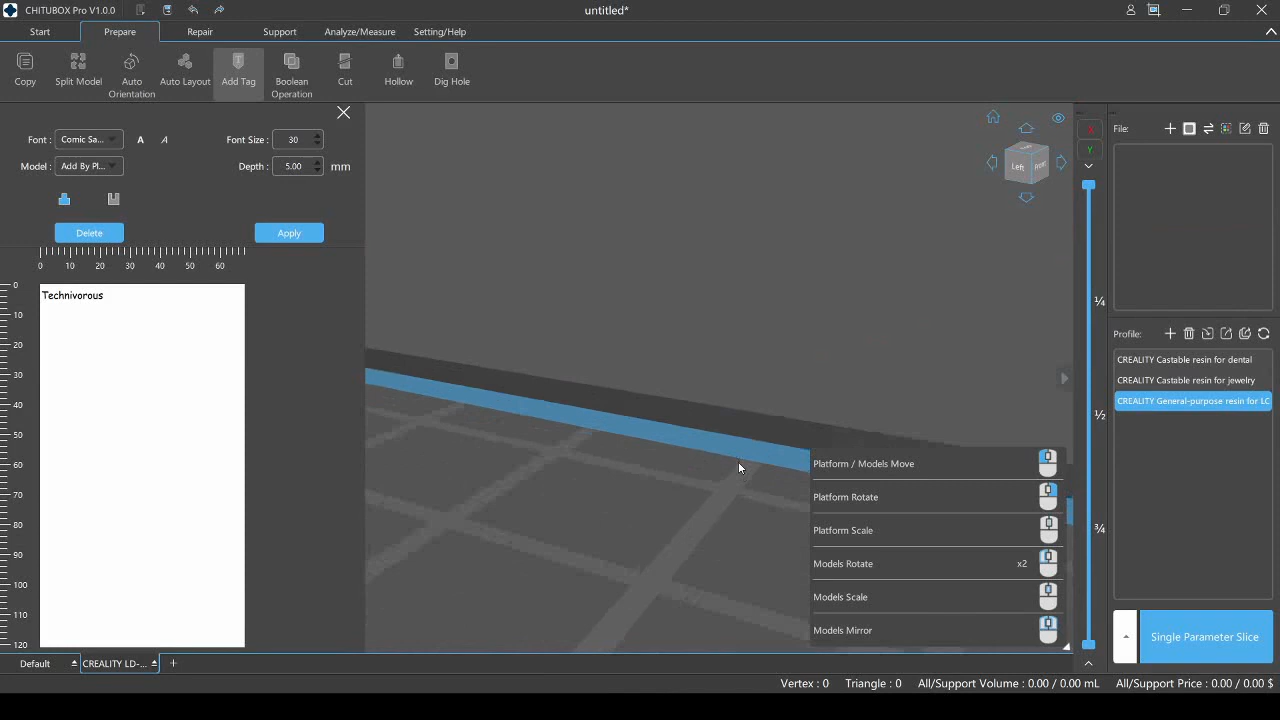 CHITUBOX Pro V1.0.0
untitled*
Start
Prepare
Repair
Support
Analyze/Measure
Setting/Help
Copy
Split Model
Auto
Orientation
Auto Layout
Add Tag
Boolean
Operation
Cut
Hollow
Dig Hole
Font :
Comic Sa...
A
A
Font Size :
30
Model :
Add By Pl...
Depth :
5.00
mm
Delete
Apply
0 10 20 30 40 50 60
0
10
20
30
40
50
60
70
80
90
100
110
120
Technivorous
Left
Front
X
Y
1/4
1/2
3/4
Platform / Models Move
Platform Rotate
Platform Scale
Models Rotate x2
Models Scale
Models Mirror
File:
Profile:
CREALITY Castable resin for dental
CREALITY Castable resin for jewelry
CREALITY General-purpose resin for LC
Single Parameter Slice
Default
CREALITY LD-...
Vertex : 0
Triangle : 0
All/Support Volume : 0.00 / 0.00 mL
All/Support Price : 0.00 / 0.00 $